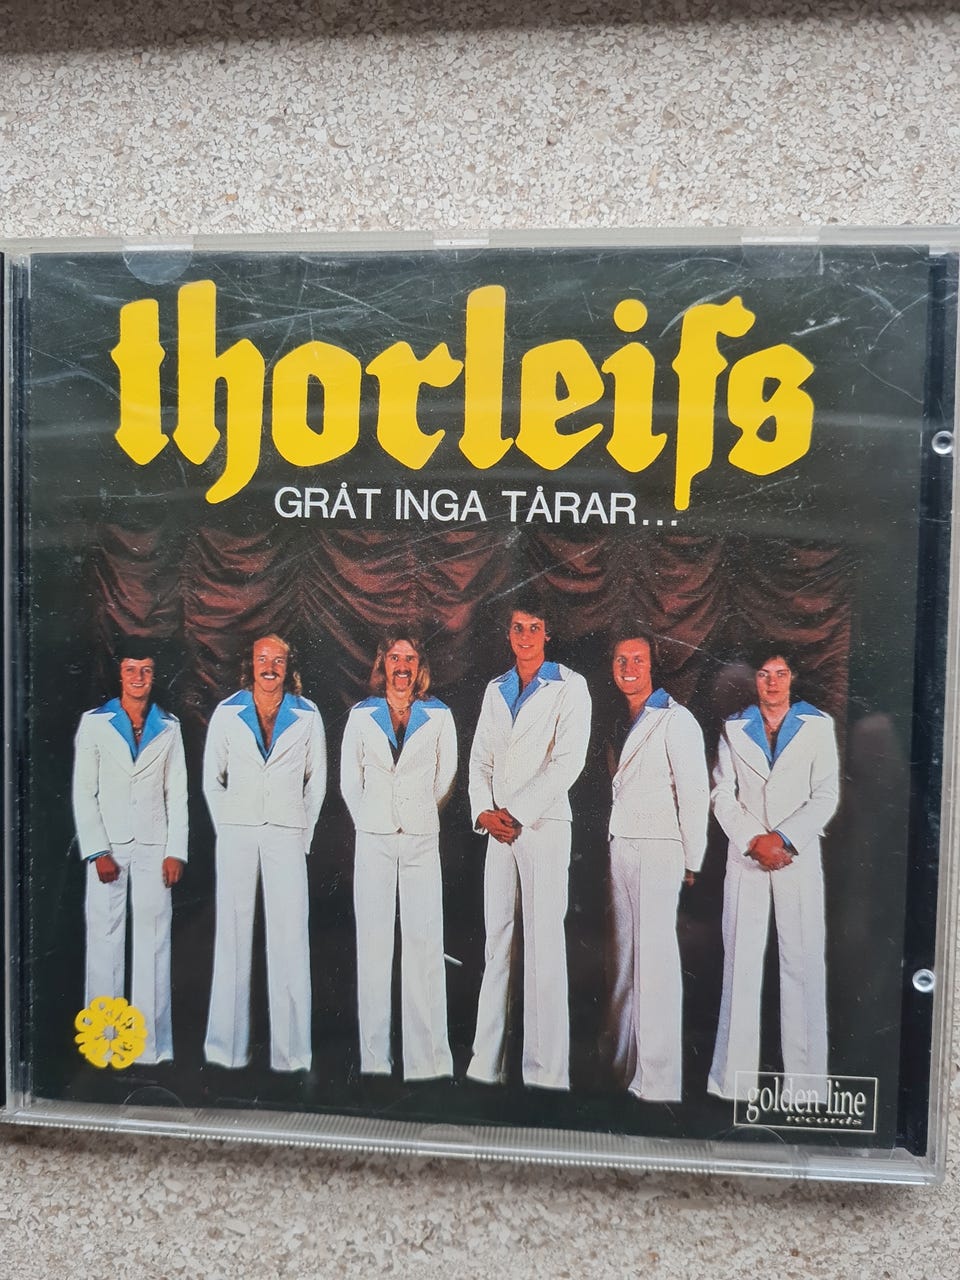 thorleifs
GRÅT INGA TÅRAR...
golden line
records